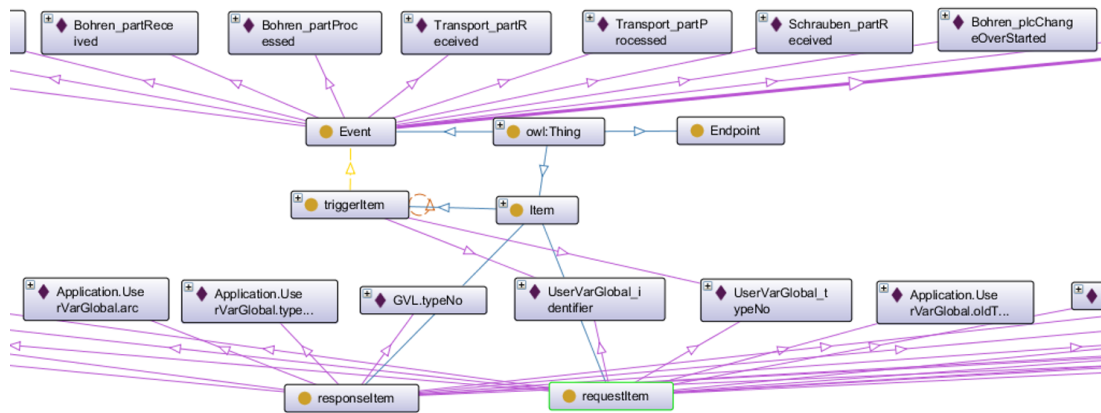 Bohren_partRece
ived
Bohren_partProc
essed
Transport_partR
eceived
Transport_partP
rocessed
Schrauben_partR
eceived
Bohren_plcChang
eOverStarted
Event
owl:Thing
Endpoint
triggerItem
Item
Application.Use
rVarGlobal.arc
Application.Use
rVarGlobal.type...
GVL.typeNo
UserVarGlobal_i
dentifier
UserVarGlobal_t
ypeNo
Application.Use
rVarGlobal.oldT...
responseItem
requestItem